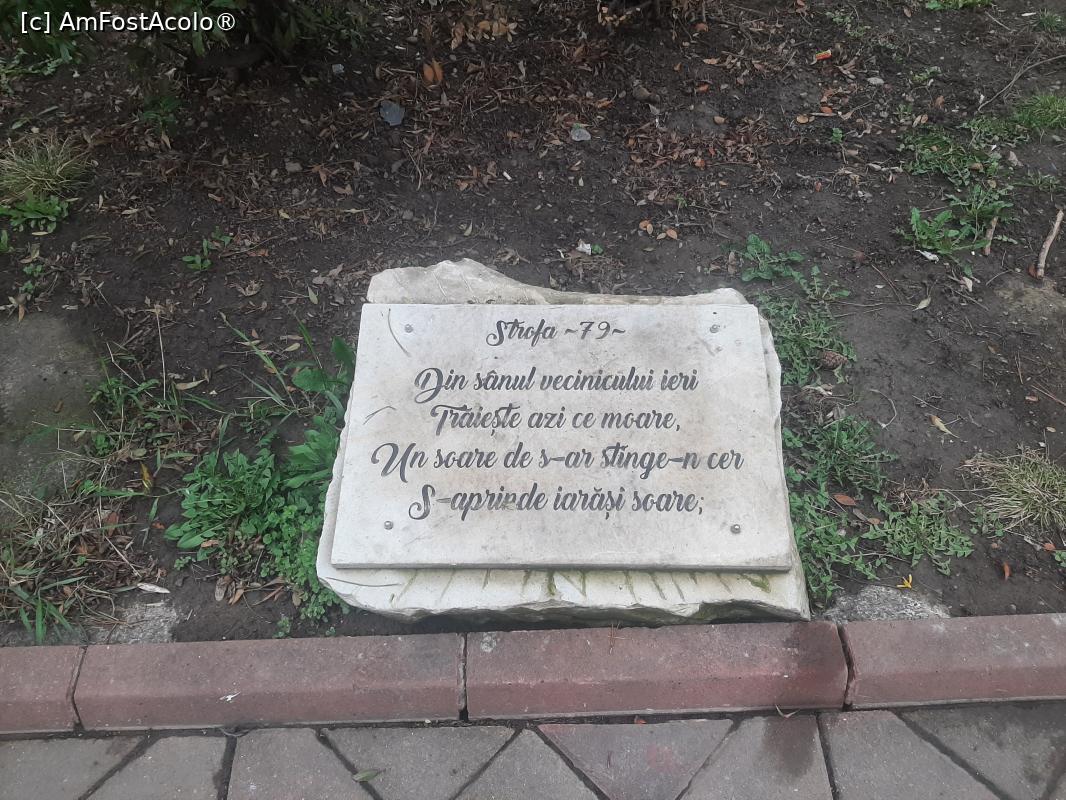 [c] AmFostAcolo®
Strofa ~79~
Din sânul vecinicului ieri
Trăiește azi ce moare,
Un soare de s-ar stinge-n cer
S-aprinde iarăși soare;